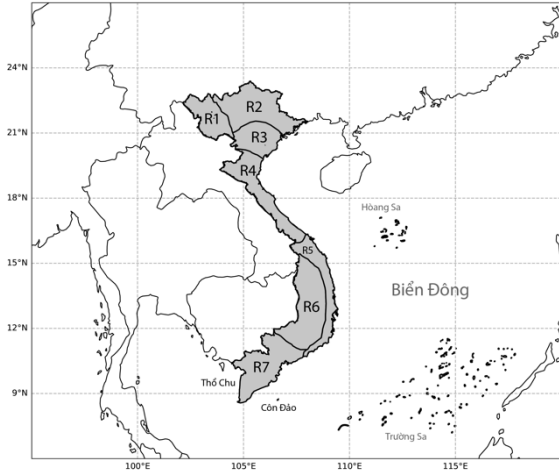 24°N
R2
R1
21°N
R3
R4
18°N
Hòang Sa
R5
15°N
Biển Đông
R6
12°N
R7
Thổ Chu
9°N
Côn Đảo
Trường Sa
100°E
105°E
110°E
115°E